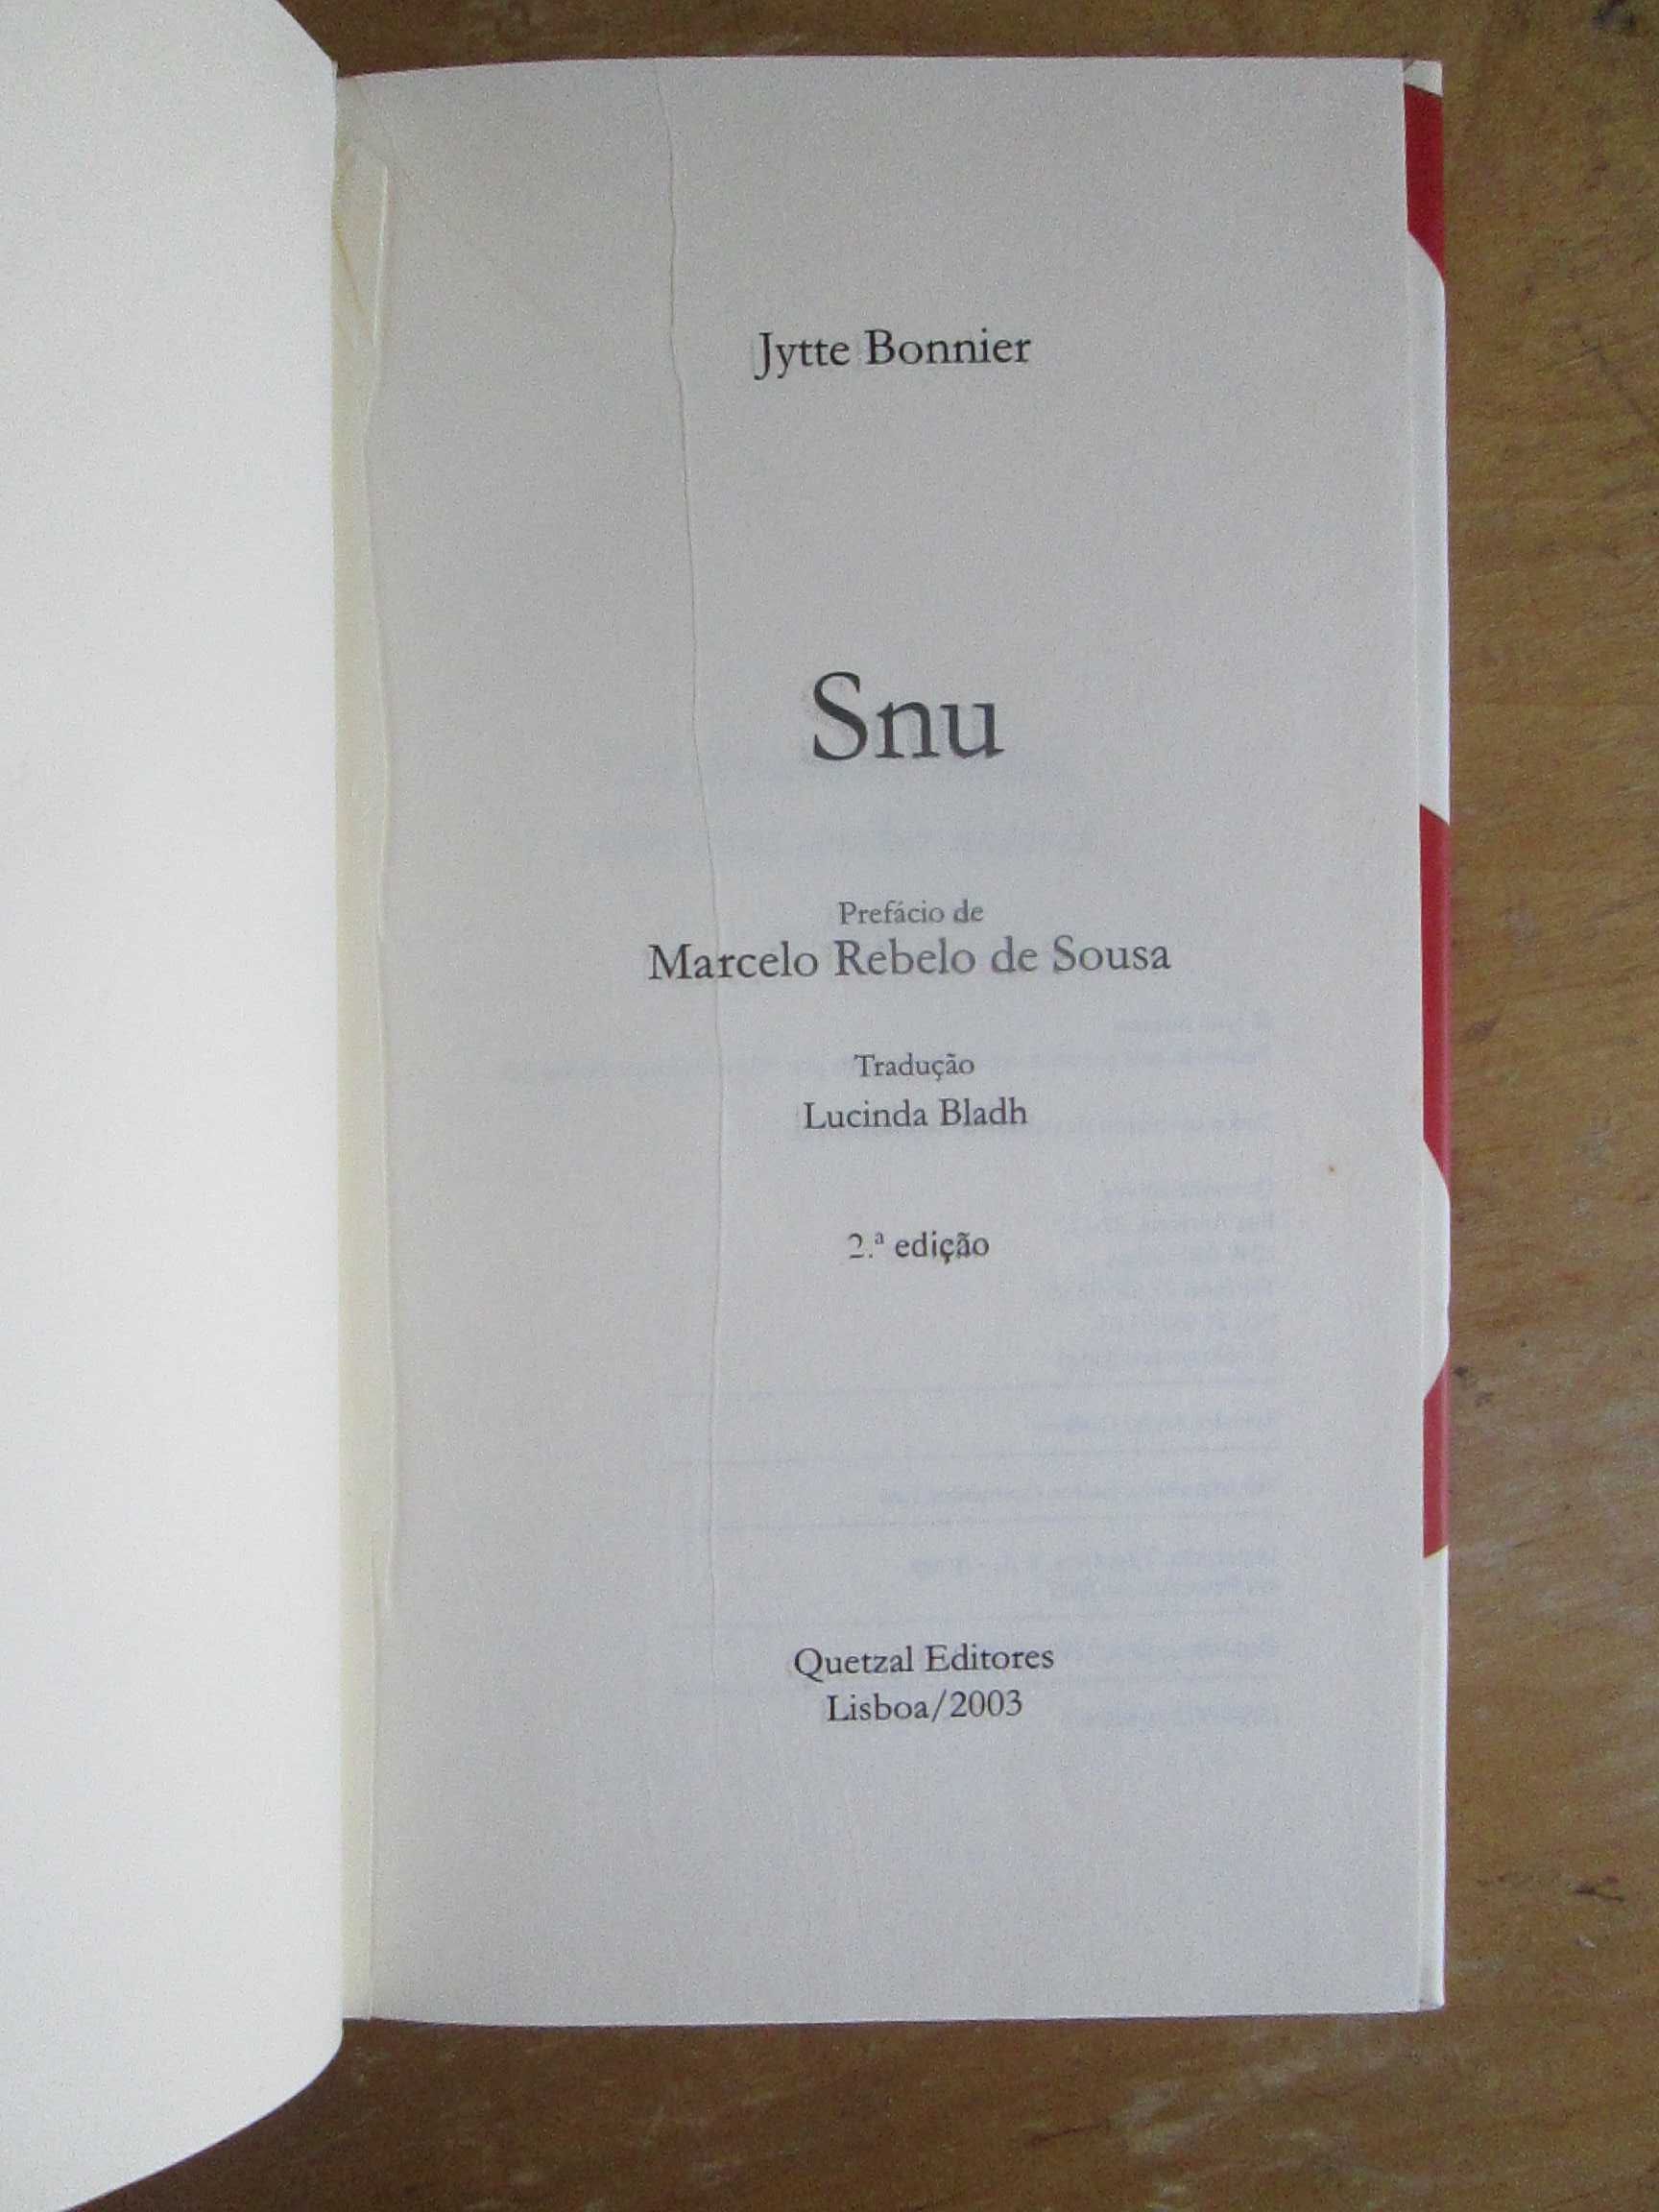 Jytte Bonnier
Snu
Prefácio de
Marcelo Rebelo de Sousa
Tradução
Lucinda Bladh
2.ª edição
Quetzal Editores
Lisboa/2003